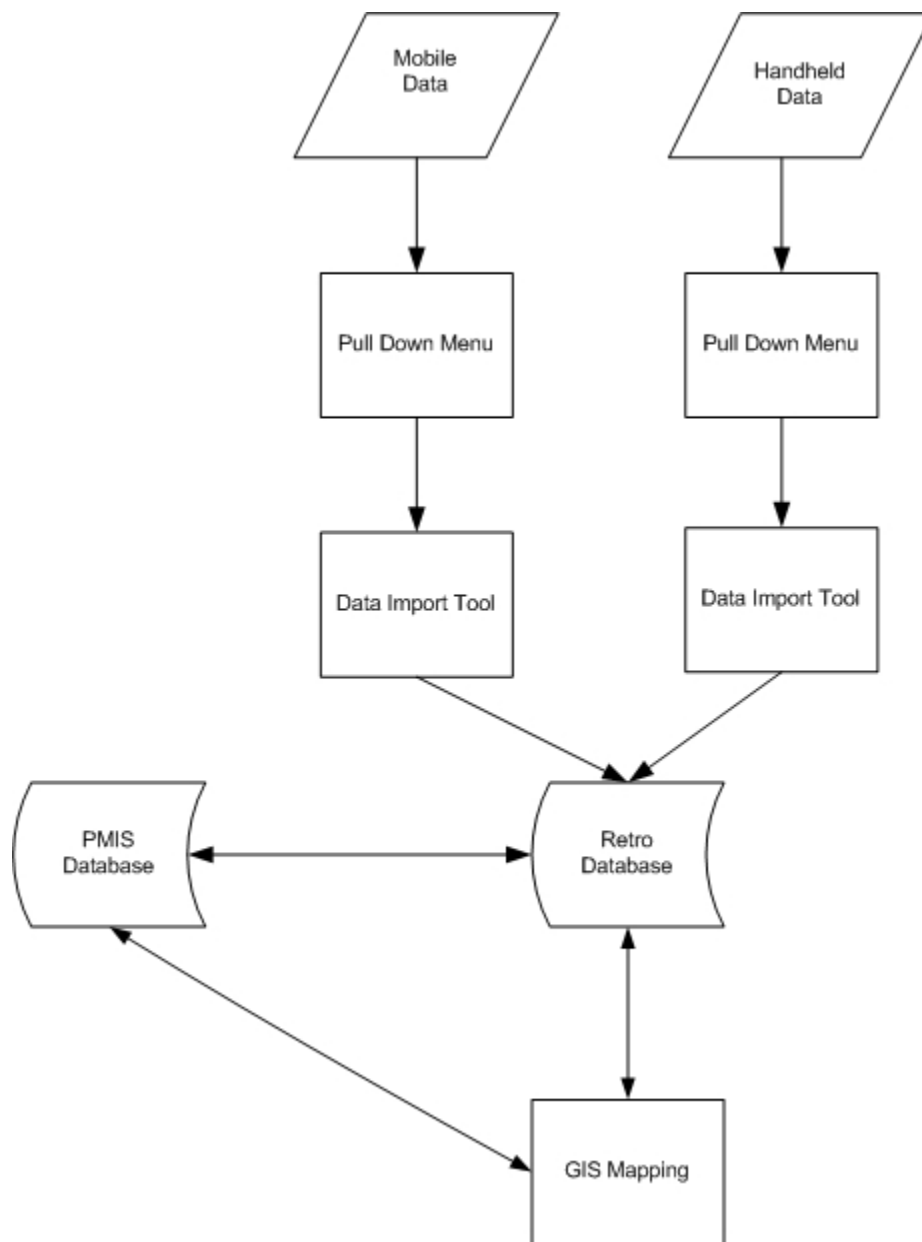 Mobile
Data
Handheld
Data
Pull Down Menu
Pull Down Menu
Data Import Tool
Data Import Tool
PMIS
Database
Retro
Database
GIS Mapping